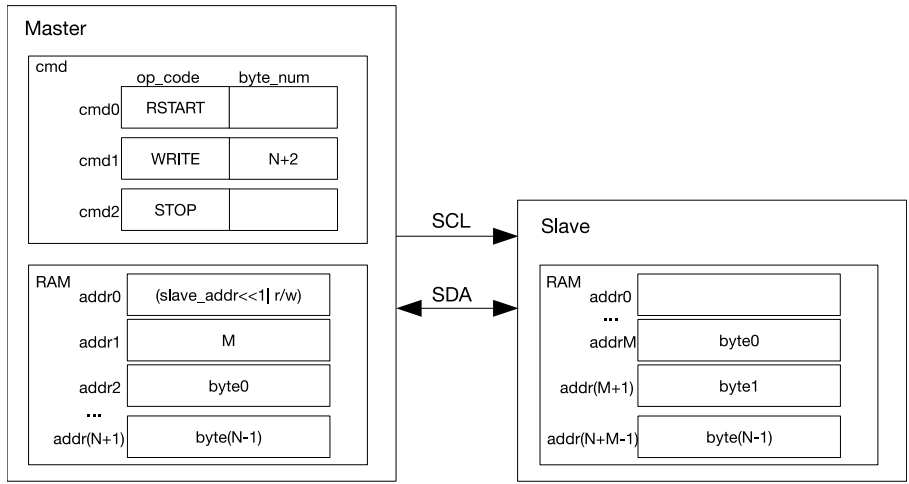 Master
cmd
op_code byte_num
cmd0 RSTART
cmd1 WRITE N+2
cmd2 STOP
RAM
addr0 (slave_addr<<1| r/w)
addr1 M
addr2 byte0
...
addr(N+1) byte(N-1)
SCL
SDA
Slave
RAM
addr0
...
addrM byte0
addr(M+1) byte1
addr(N+M-1) byte(N-1)